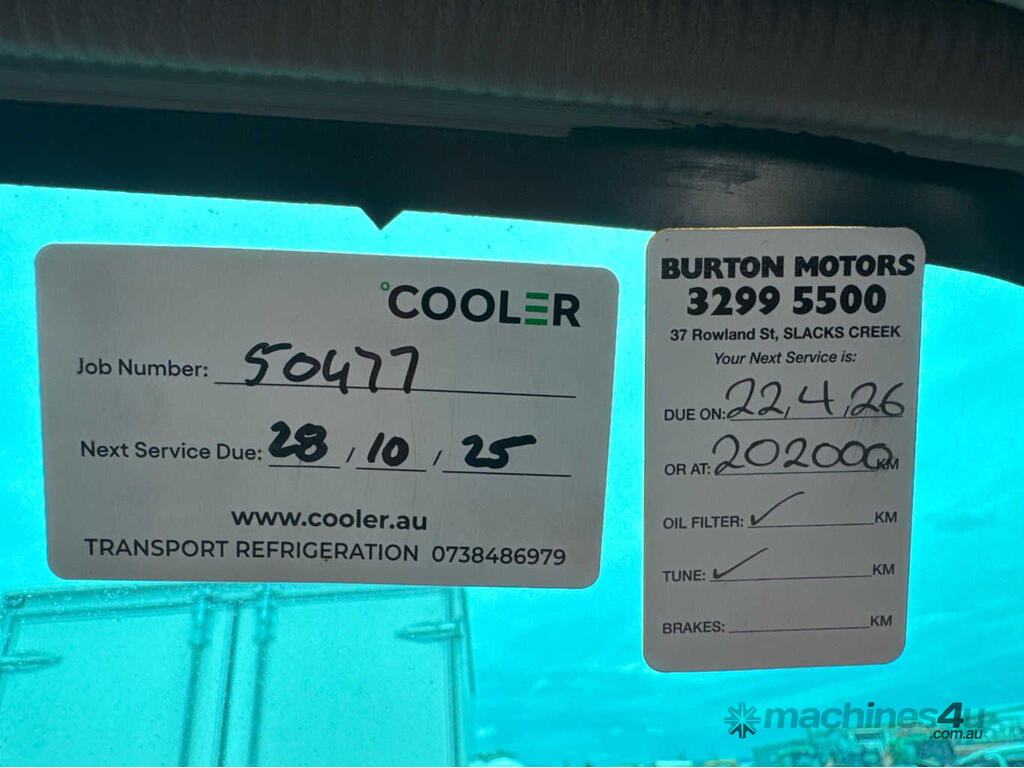 °COOLER
Job Number: 50477
Next Service Due: 28 / 10 / 25
www.cooler.au
TRANSPORT REFRIGERATION 0738486979
BURTON MOTORS
3299 5500
37 Rowland St, SLACKS CREEK
Your Next Service is:
DUE ON: 22,4,26
OR AT: 202000 KM
OIL FILTER: ✓ KM
TUNE: ✓ KM
BRAKES: KM
machines4u
.com.au